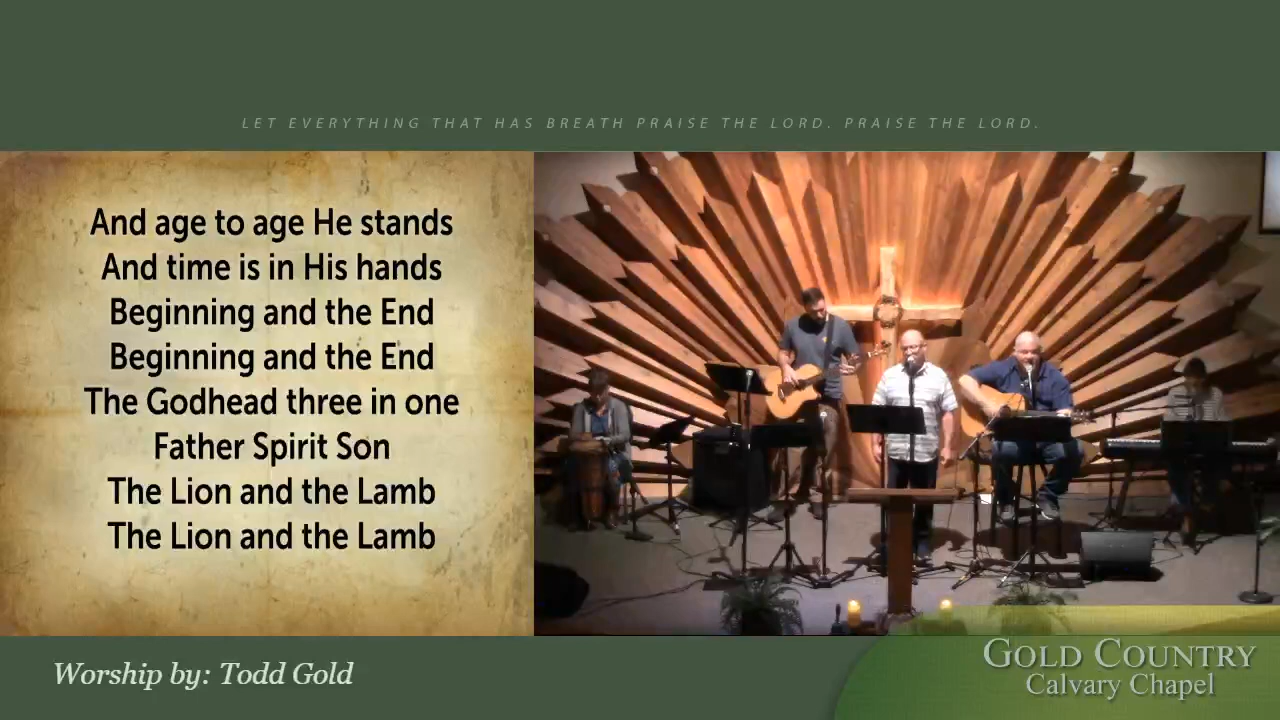 LET EVERYTHING THAT HAS BREATH PRAISE THE LORD. PRAISE THE LORD.
And age to age He stands
And time is in His hands
Beginning and the End
Beginning and the End
The Godhead three in one
Father Spirit Son
The Lion and the Lamb
The Lion and the Lamb
Worship by: Todd Gold
GOLD COUNTRY
Calvary Chapel